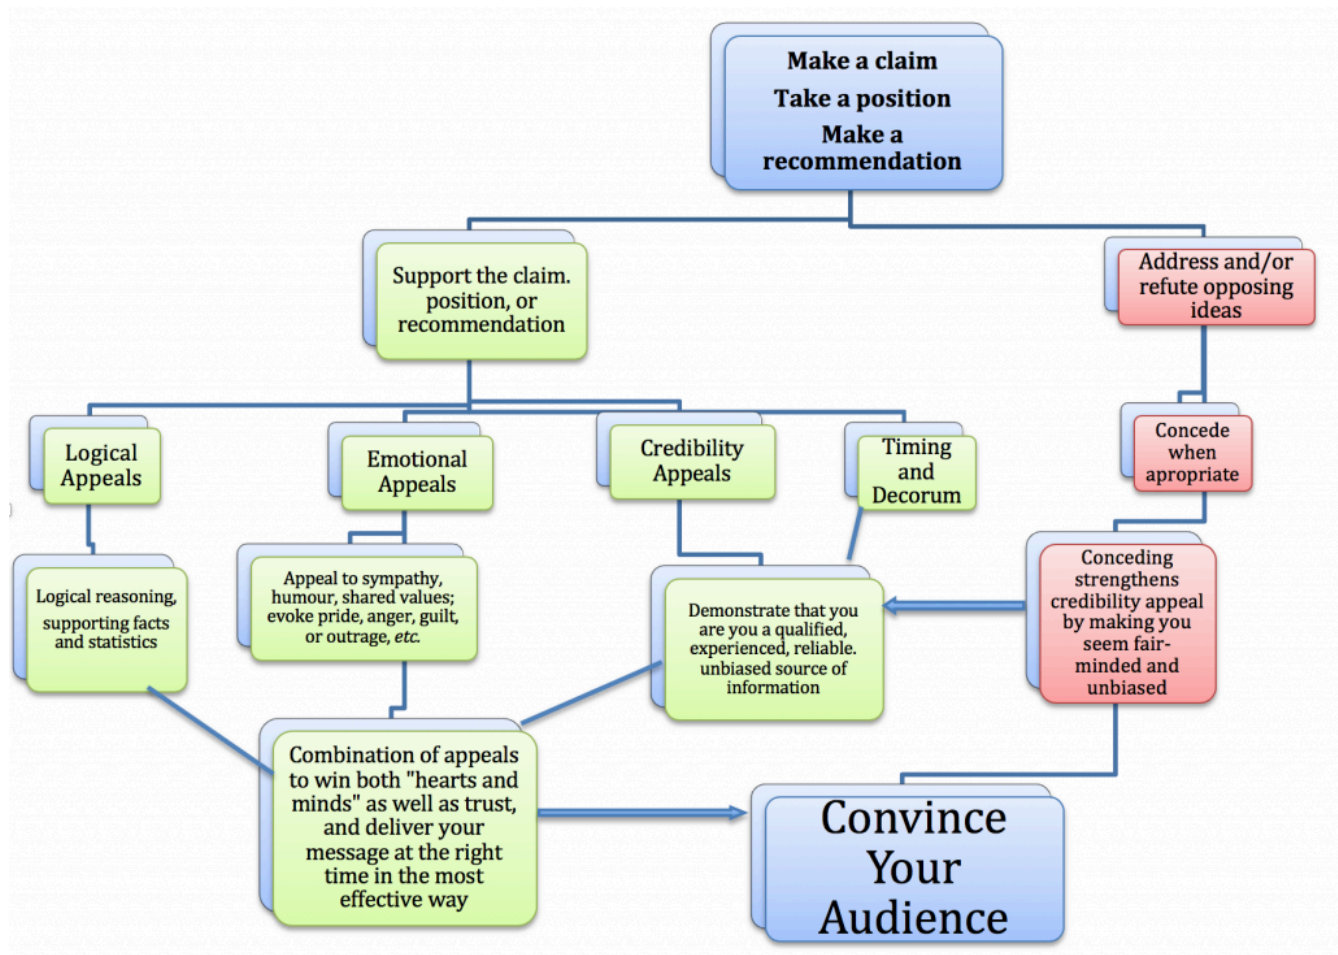 Make a claim
Take a position
Make a
recommendation
Support the claim.
position, or
recommendation
Address and/or
refute opposing
ideas
Logical
Appeals
Emotional
Appeals
Credibility
Appeals
Timing
and
Decorum
Concede
when
apropriate
Logical reasoning,
supporting facts
and statistics
Appeal to sympathy,
humour, shared values;
evoke pride, anger, guilt,
or outrage, etc.
Demonstrate that you
are you a qualified,
experienced, reliable.
unbiased source of
information
Conceding
strengthens
credibility appeal
by making you
seem fair-
minded and
unbiased
Combination of appeals
to win both "hearts and
minds" as well as trust,
and deliver your
message at the right
time in the most
effective way
Convince
Your
Audience